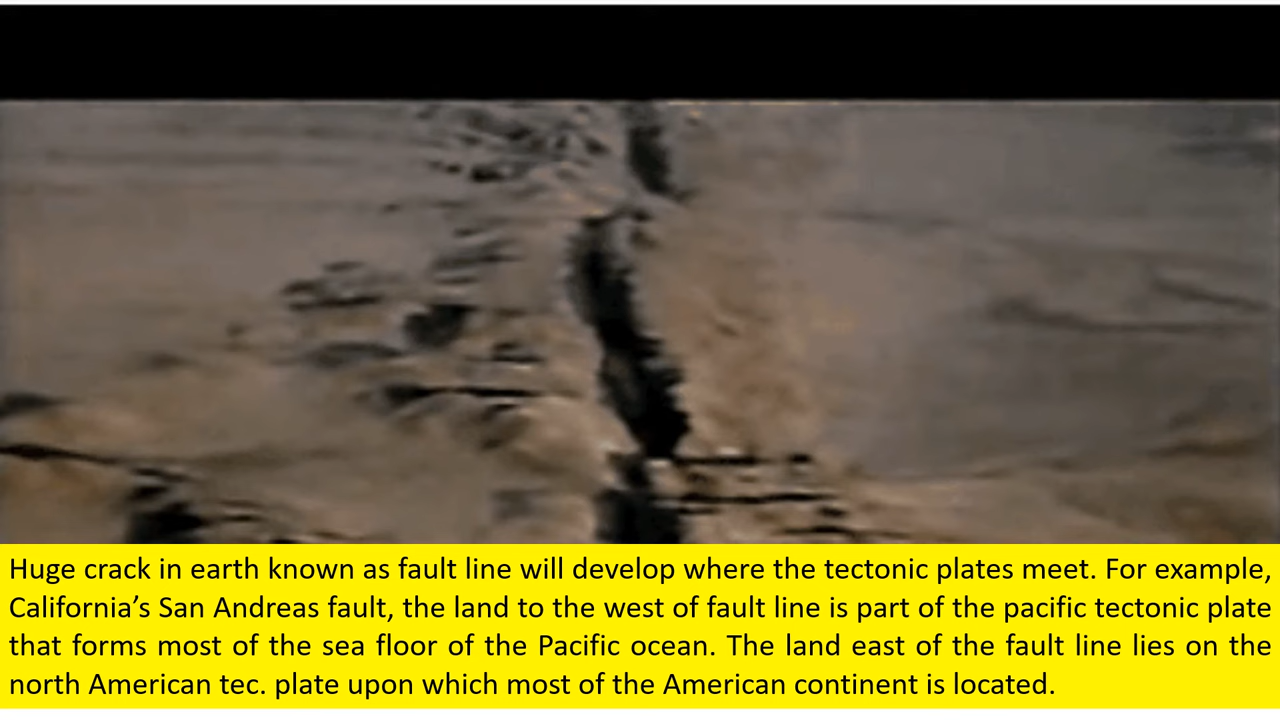 Huge crack in earth known as fault line will develop where the tectonic plates meet. For example,
California’s San Andreas fault, the land to the west of fault line is part of the pacific tectonic plate
that forms most of the sea floor of the Pacific ocean. The land east of the fault line lies on the
north American tec. plate upon which most of the American continent is located.